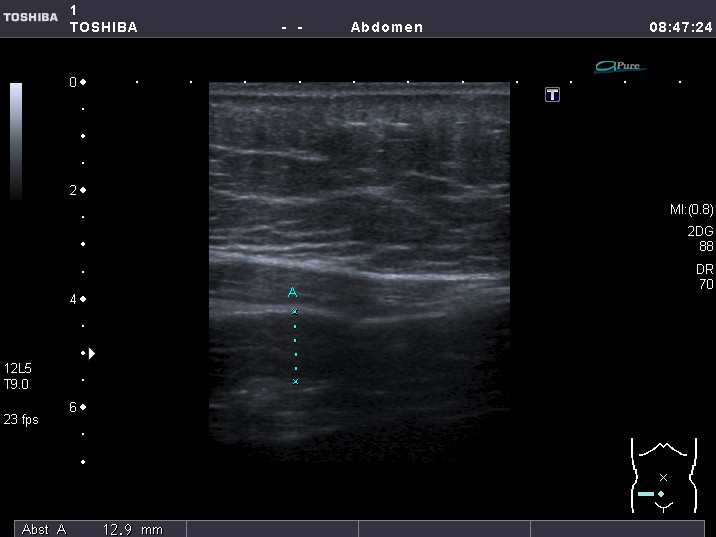 TOSHIBA
1
TOSHIBA - - Abdomen 08:47:24
Pure
T
0
2
4
6
A
MI:(0.8)
2DG
88
DR
70
12L5
T9.0
23 fps
Abst A 12.9 mm